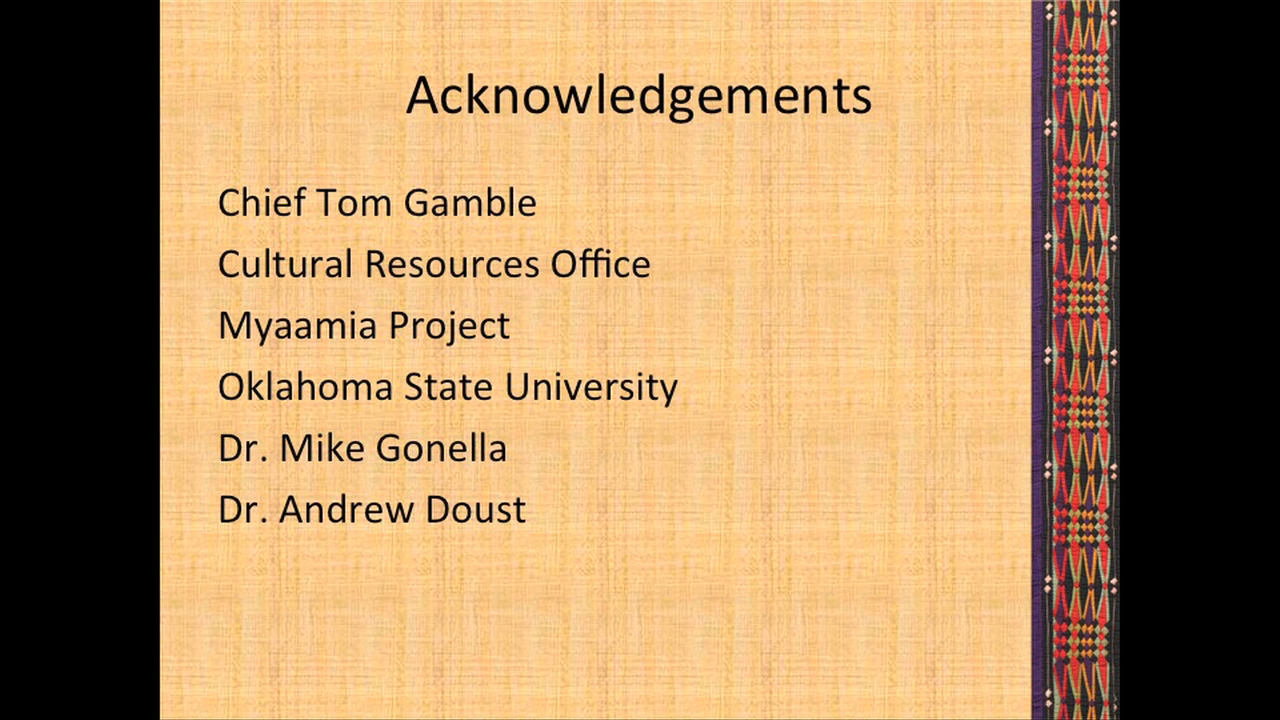 Acknowledgements
Chief Tom Gamble
Cultural Resources Office
Myaamia Project
Oklahoma State University
Dr. Mike Gonella
Dr. Andrew Doust